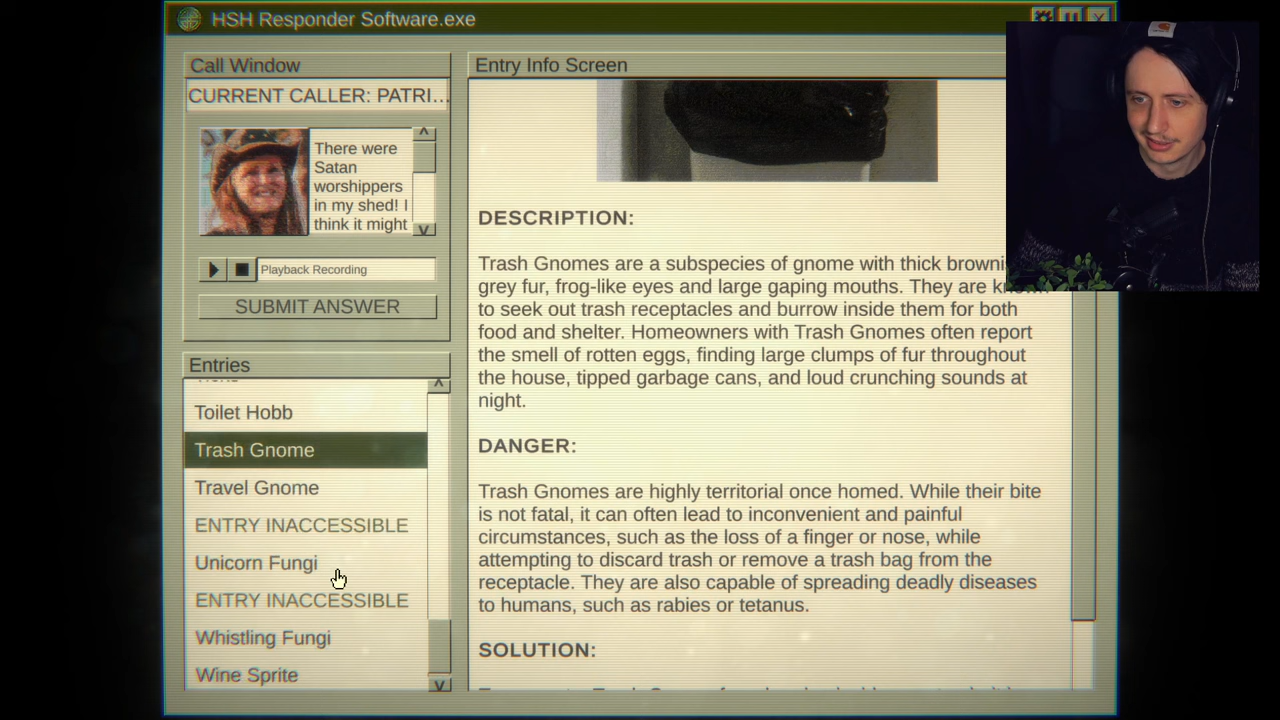 HSH Responder Software.exe
Call Window
CURRENT CALLER: PATRI...
There were
Satan
worshippers
in my shed! I
think it might
Playback Recording
SUBMIT ANSWER
Entries
Toilet Hobb
Trash Gnome
Travel Gnome
ENTRY INACCESSIBLE
Unicorn Fungi
ENTRY INACCESSIBLE
Whistling Fungi
Wine Sprite
Entry Info Screen
DESCRIPTION:
Trash Gnomes are a subspecies of gnome with thick browni
grey fur, frog-like eyes and large gaping mouths. They are
to seek out trash receptacles and burrow inside them for both
food and shelter. Homeowners with Trash Gnomes often report
the smell of rotten eggs, finding large clumps of fur throughout
the house, tipped garbage cans, and loud crunching sounds at
night.
DANGER:
Trash Gnomes are highly territorial once homed. While their bite
is not fatal, it can often lead to inconvenient and painful
circumstances, such as the loss of a finger or nose, while
attempting to discard trash or remove a trash bag from the
receptacle. They are also capable of spreading deadly diseases
to humans, such as rabies or tetanus.
SOLUTION: